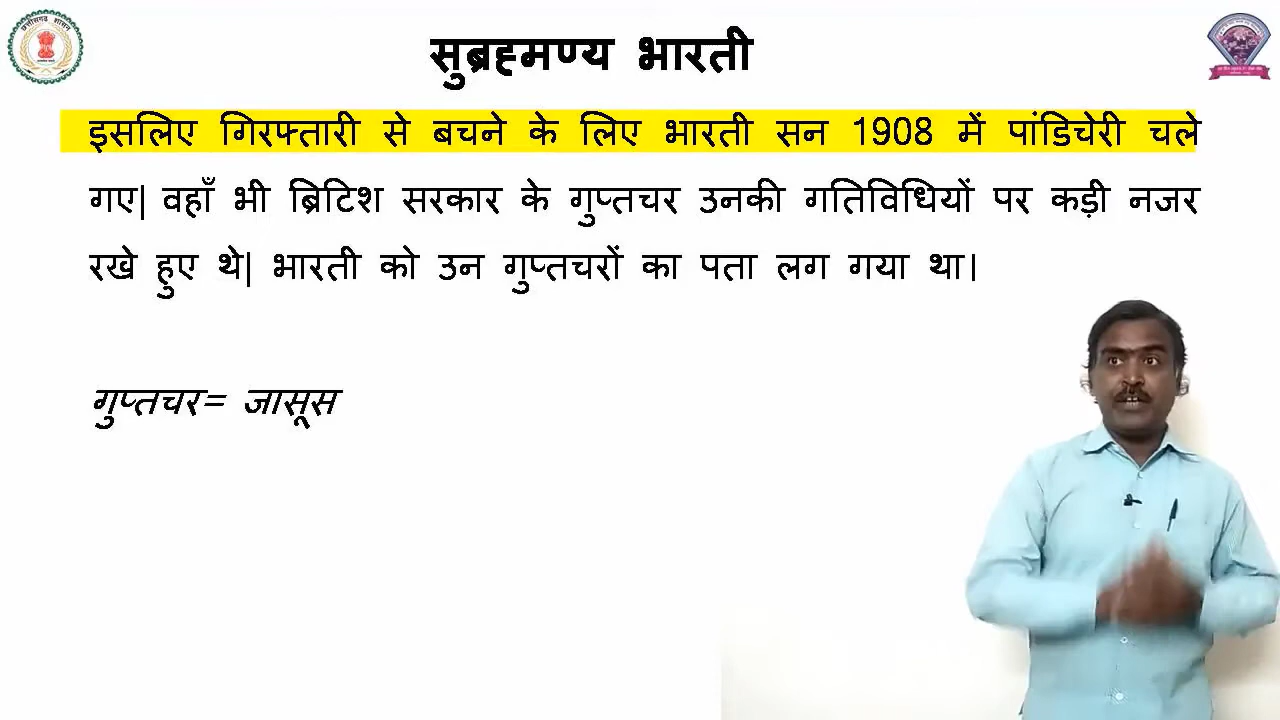 सुब्रह्मण्य भारती
इसलिए गिरफ्तारी से बचने के लिए भारती सन 1908 में पांडिचेरी चले
गए| वहाँ भी ब्रिटिश सरकार के गुप्तचर उनकी गतिविधियों पर कड़ी नजर
रखे हुए थे| भारती को उन गुप्तचरों का पता लग गया था।
गुप्तचर= जासूस